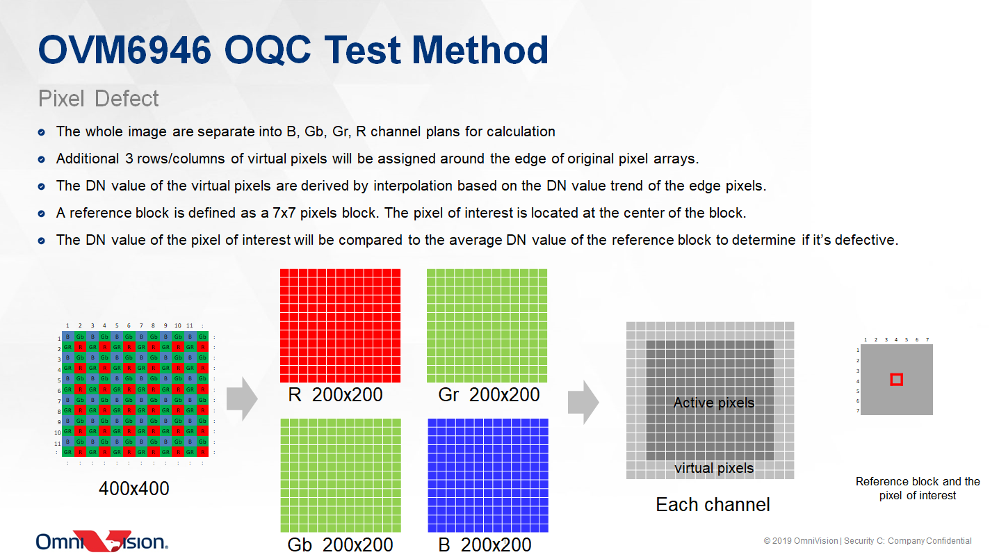 OVM6946 OQC Test Method
Pixel Defect
The whole image are separate into B, Gb, Gr, R channel plans for calculation
Additional 3 rows/columns of virtual pixels will be assigned around the edge of original pixel arrays.
The DN value of the virtual pixels are derived by interpolation based on the DN value trend of the edge pixels.
A reference block is defined as a 7x7 pixels block. The pixel of interest is located at the center of the block.
The DN value of the pixel of interest will be compared to the average DN value of the reference block to determine if it's defective.
1 2 3 4 5 6 7 8 9 10 11 :
1 B Gb B Gb B Gb B Gb B Gb B Gb :
2 GR R GR R GR R GR R GR R GR R :
3 B Gb B Gb B Gb B Gb B Gb B Gb :
4 GR R GR R GR R GR R GR R GR R :
5 B Gb B Gb B Gb B Gb B Gb B Gb :
6 GR R GR R GR R GR R GR R GR R :
7 B Gb B Gb B Gb B Gb B Gb B Gb :
8 GR R GR R GR R GR R GR R GR R :
9 B Gb B Gb B Gb B Gb B Gb B Gb :
10 GR R GR R GR R GR R GR R GR R :
11 B Gb B Gb B Gb B Gb B Gb B Gb :
: GR R GR R GR R GR R GR R GR R :
: : : : : : : : : : : :
400x400
R 200x200
Gr 200x200
Gb 200x200
B 200x200
Active pixels
virtual pixels
Each channel
1 2 3 4 5 6 7
1
2
3
4
5
6
7
Reference block and the
pixel of interest
OmniVision®
© 2019 OmniVision | Security C: Company Confidential